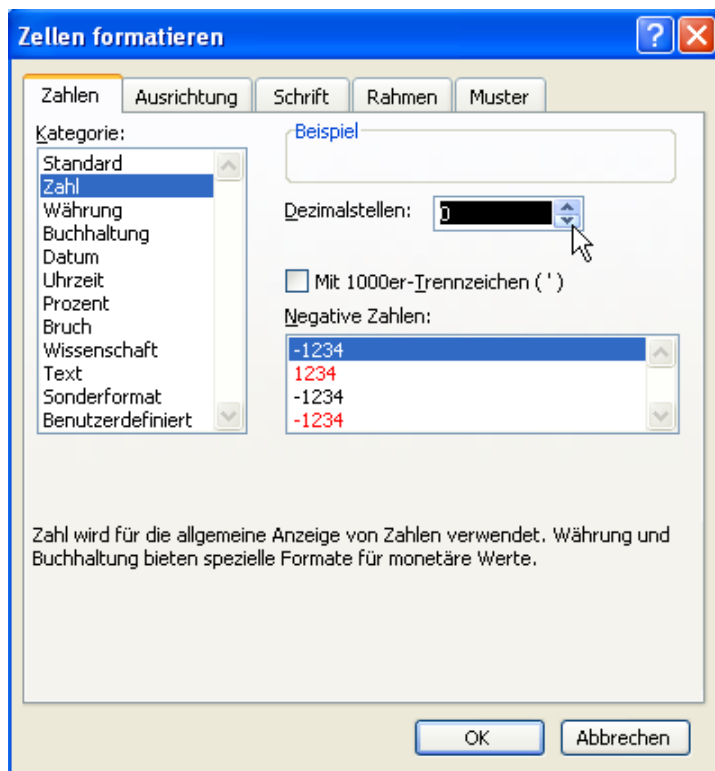 Zellen formatieren
Zahlen Ausrichtung Schrift Rahmen Muster
Kategorie:
Standard
Zahl
Währung
Buchhaltung
Datum
Uhrzeit
Prozent
Bruch
Wissenschaft
Text
Sonderformat
Benutzerdefiniert
Beispiel
Dezimalstellen: 0
Mit 1000er-Trennzeichen ( ' )
Negative Zahlen:
-1234
1234
-1234
-1234
Zahl wird für die allgemeine Anzeige von Zahlen verwendet. Währung und
Buchhaltung bieten spezielle Formate für monetäre Werte.
OK Abbrechen